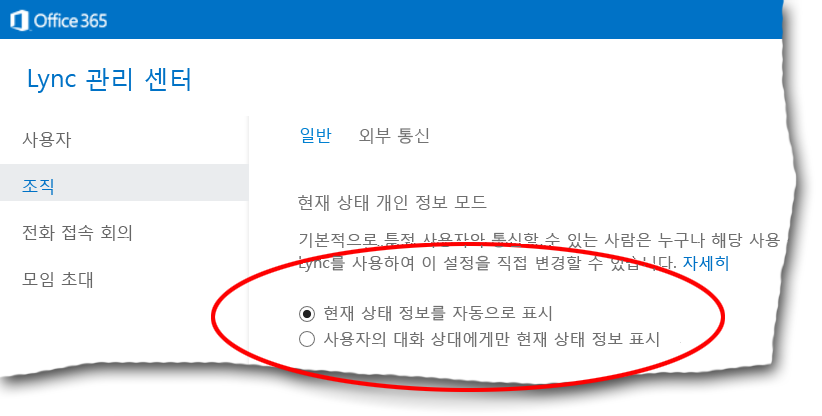 Office 365
Lync 관리 센터
사용자
조직
전화 접속 회의
모임 초대
일반 외부 통신
현재 상태 개인 정보 모드
기본적으로 특정 사용자와 통신할 수 있는 사람은 누구나 해당 사용
Lync를 사용하여 이 설정을 직접 변경할 수 있습니다. 자세히
현재 상태 정보를 자동으로 표시
사용자의 대화 상대에게만 현재 상태 정보 표시